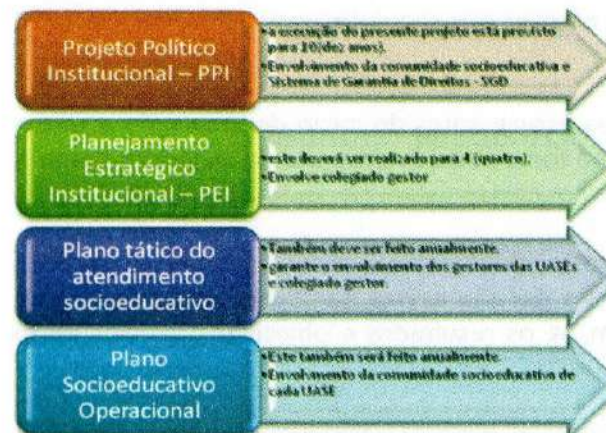 Projeto Político
Institucional – PPI
• a execução do presente projeto está previsto
para 10(dez anos).
• Envolvimento da comunidade socioeducativa e
Sistema de Garantia de Direitos - SGD
Planejamento
Estratégico
Institucional – PEI
• este deverá ser realizado para 4 (quatro).
• Envolve colegiado gestor
Plano tático do
atendimento
socioeducativo
• Também deve ser feito anualmente.
• garante o envolvimento dos gestores das UASEs
e colegiado gestor.
Plano
Socioeducativo
Operacional
• Este também será feito anualmente.
• Envolvimento da comunidade socioeducativa de
cada UASE